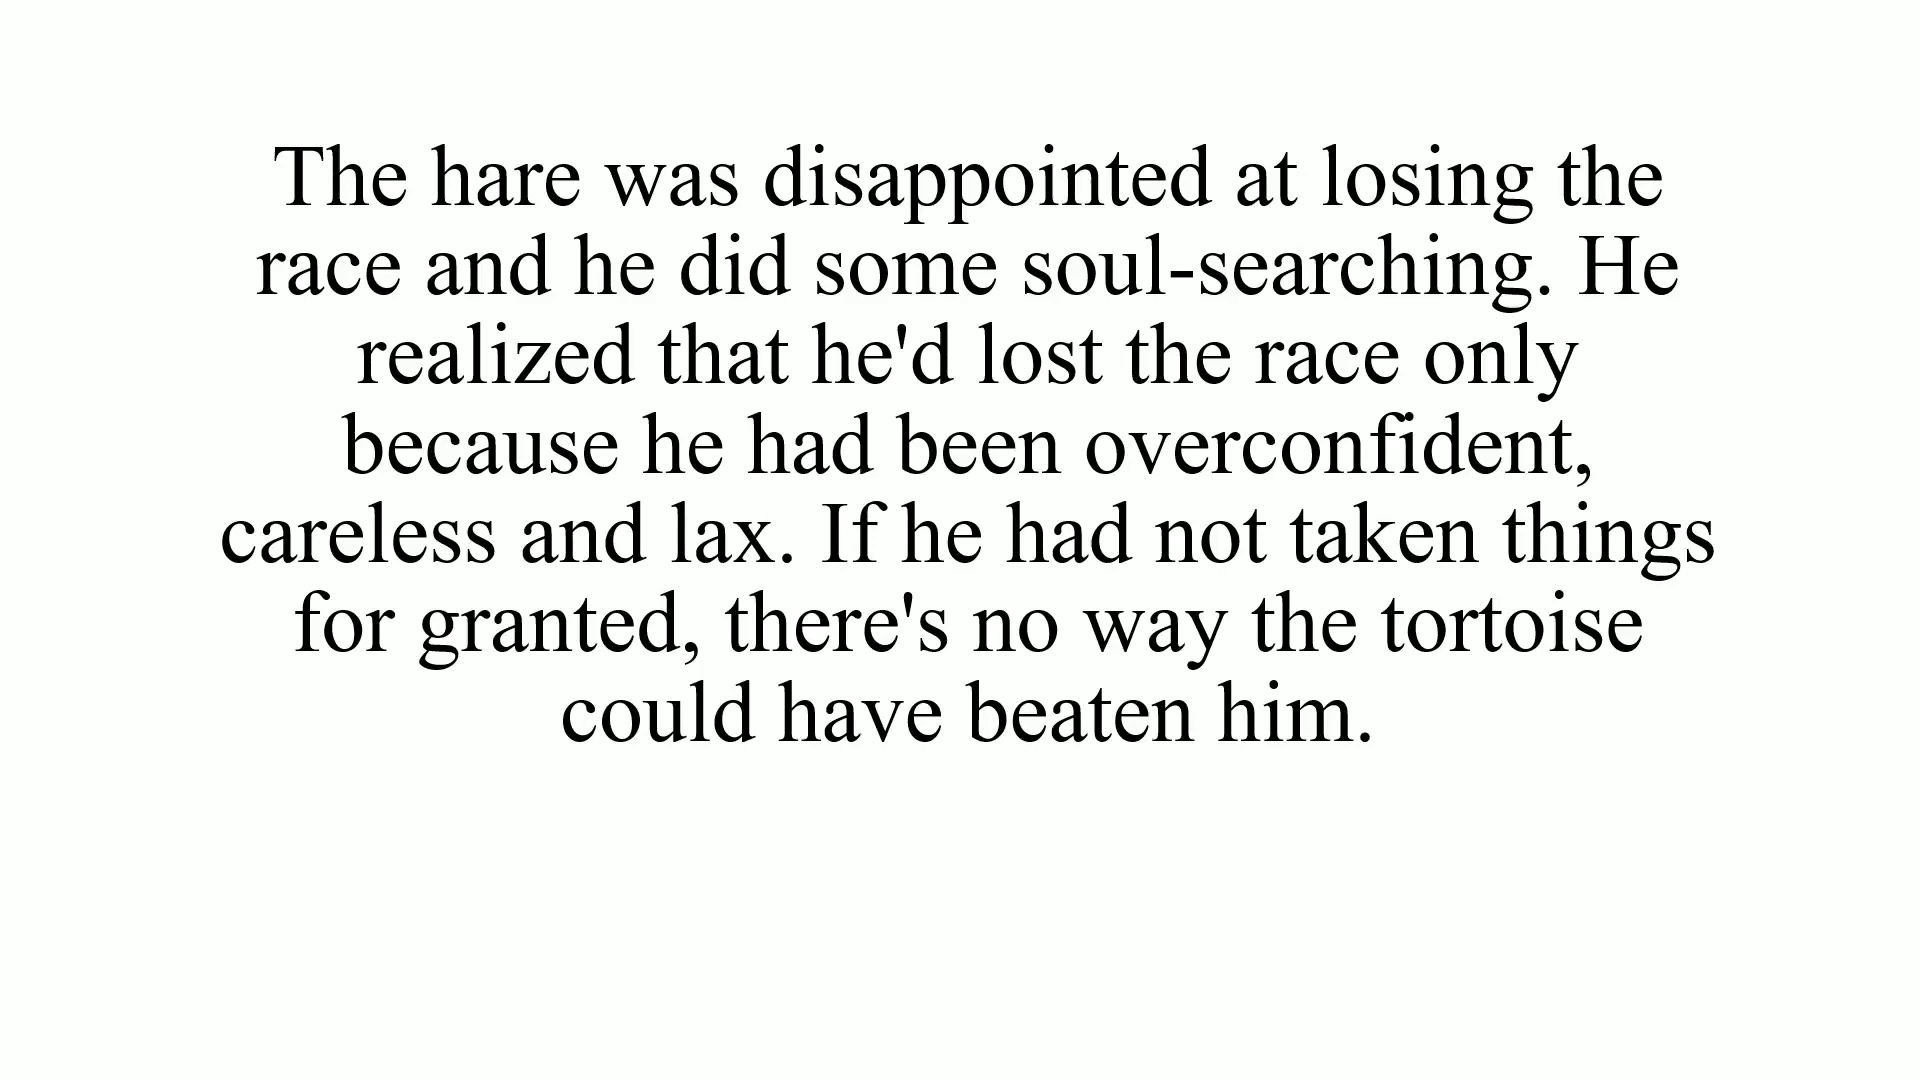 The hare was disappointed at losing the
race and he did some soul-searching. He
realized that he'd lost the race only
because he had been overconfident,
careless and lax. If he had not taken things
for granted, there's no way the tortoise
could have beaten him.